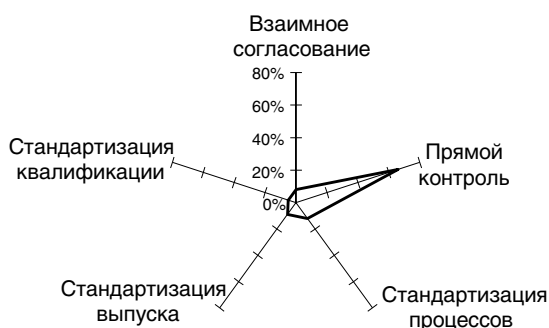 Взаимное
согласование
80%
60%
40%
20%
0%
Прямой
контроль
Стандартизация
процессов
Стандартизация
выпуска
Стандартизация
квалификации